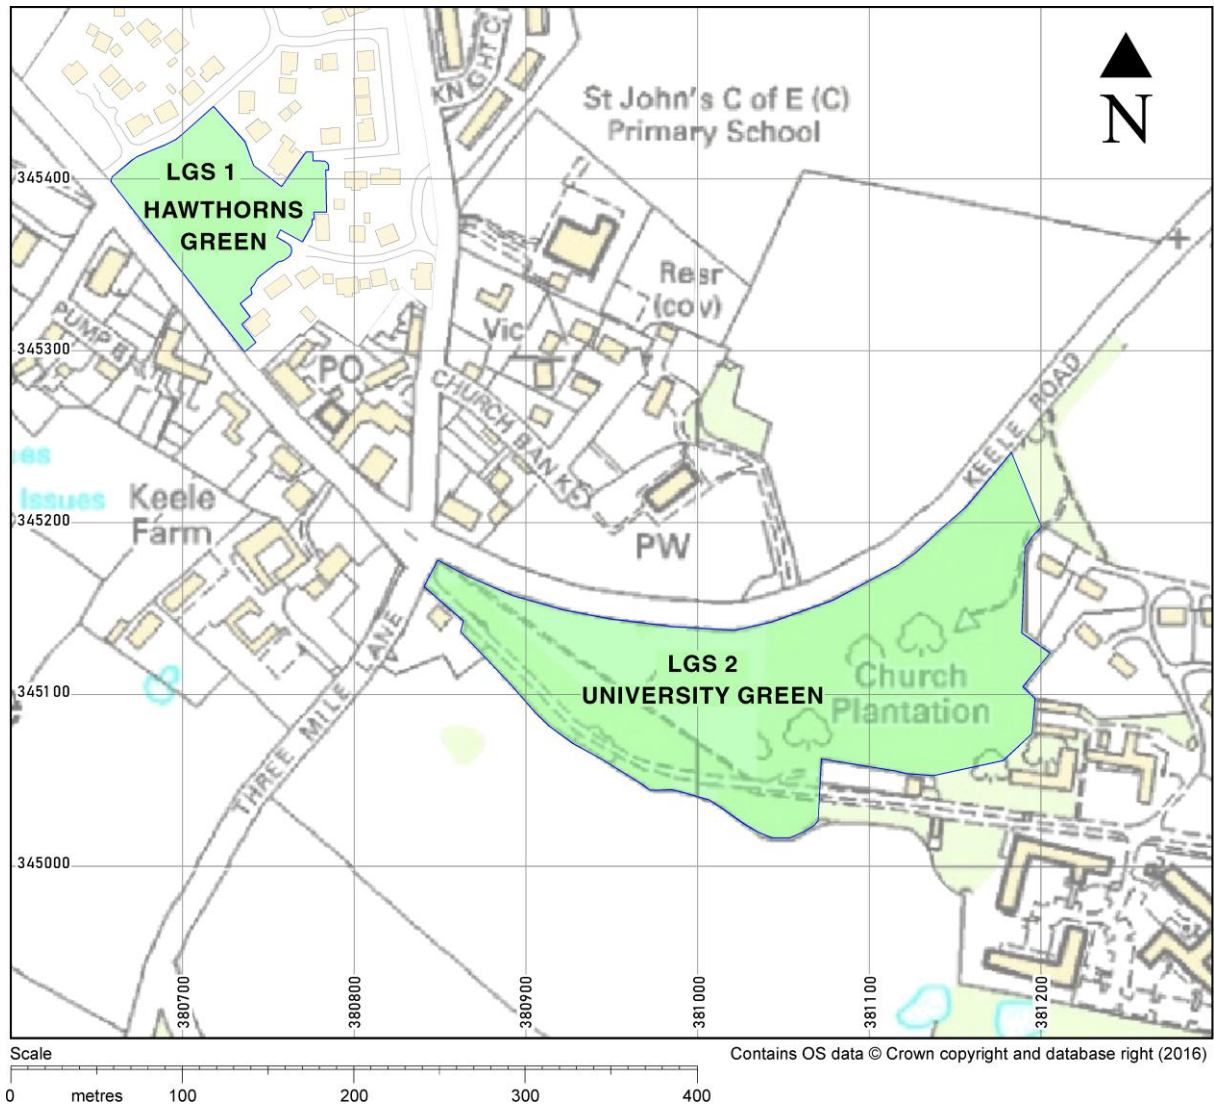 KNIGHT C
St John's C of E (C)
Primary School
N
345400
LGS 1
HAWTHORNS
GREEN
Resr
(cov)
Vic
PUMP B
345300
PO
CHURCH BANK
KEELE ROAD
es
Issues
Keele
Farm
345200
PW
THREE MILE LANE
LGS 2
UNIVERSITY GREEN
Church
Plantation
345100
345000
380700
380800
380900
381000
381100
381200
Scale
Contains OS data © Crown copyright and database right (2016)
0 metres 100 200 300 400